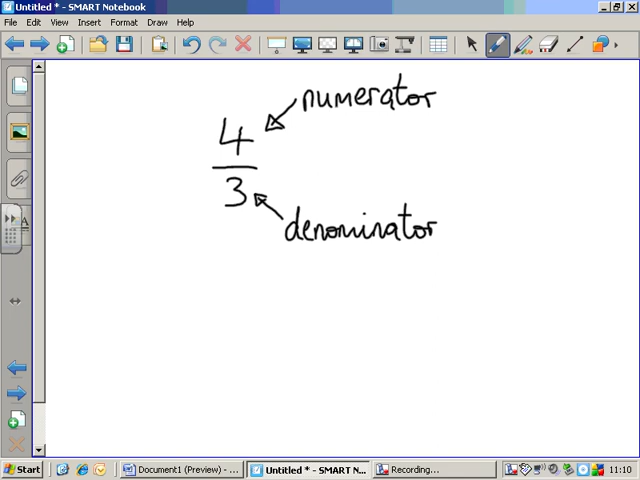 Untitled * - SMART Notebook
File Edit View Insert Format Draw Help
numerator
4
3
denominator
A
Start Document1 (Preview) - M... Untitled * - SMART N... Recording... 11:10